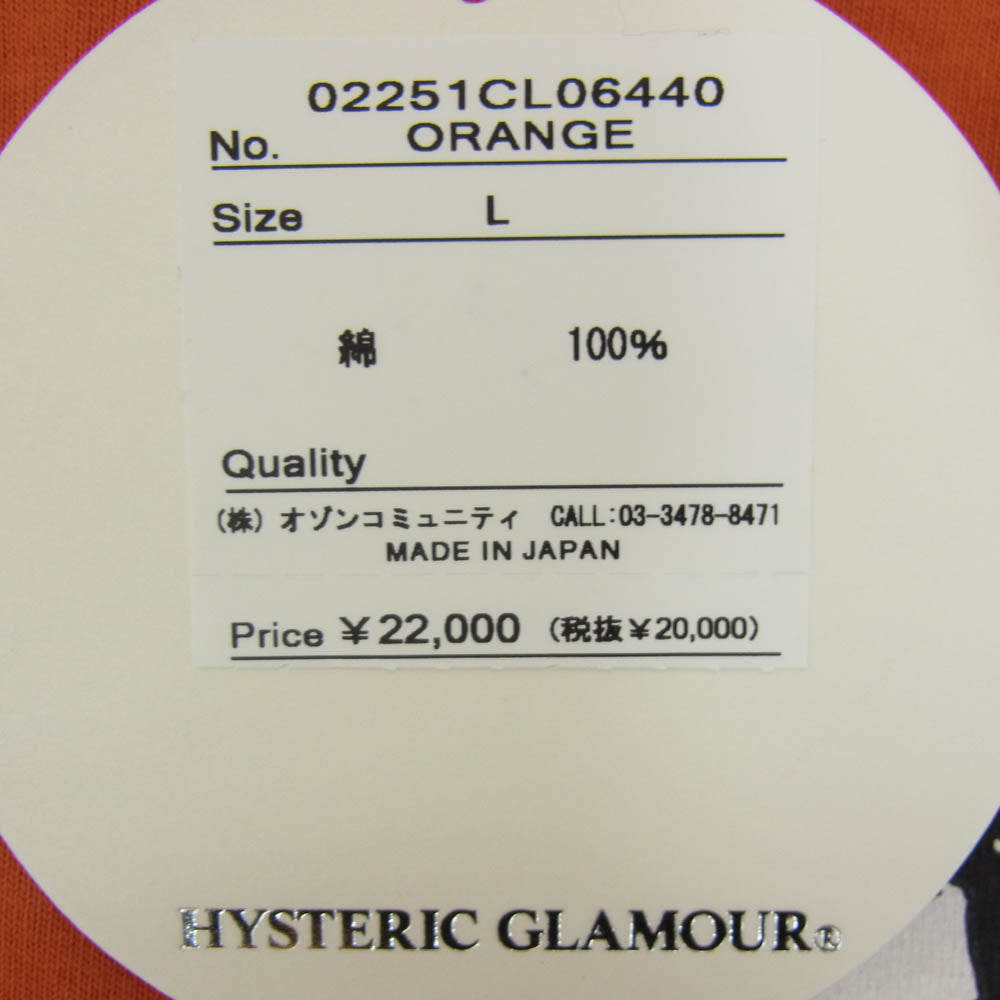 02251CL06440
No. ORANGE
Size L
綿 100%
Quality
(株) オゾンコミュニティ CALL:03-3478-8471
MADE IN JAPAN
Price ¥22,000 (税抜¥20,000)
HYSTERIC GLAMOUR®